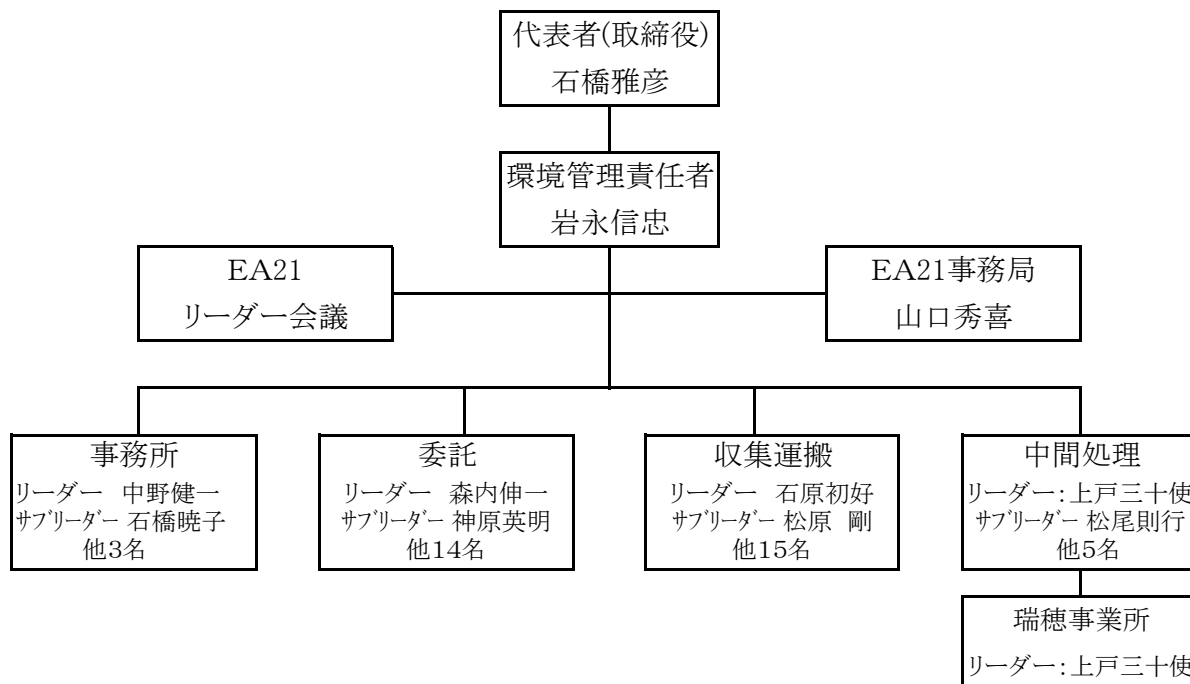 代表者(取締役)
石橋雅彦
環境管理責任者
岩永信忠
EA21
リーダー会議
EA21事務局
山口秀喜
事務所
リーダー 中野健一
サブリーダー 石橋暁子
他3名
委託
リーダー 森内伸一
サブリーダー 神原英明
他14名
収集運搬
リーダー 石原初好
サブリーダー 松原 剛
他15名
中間処理
リーダー:上戸三十使
サブリーダー 松尾則行
他5名
瑞穂事業所
リーダー:上戸三十使